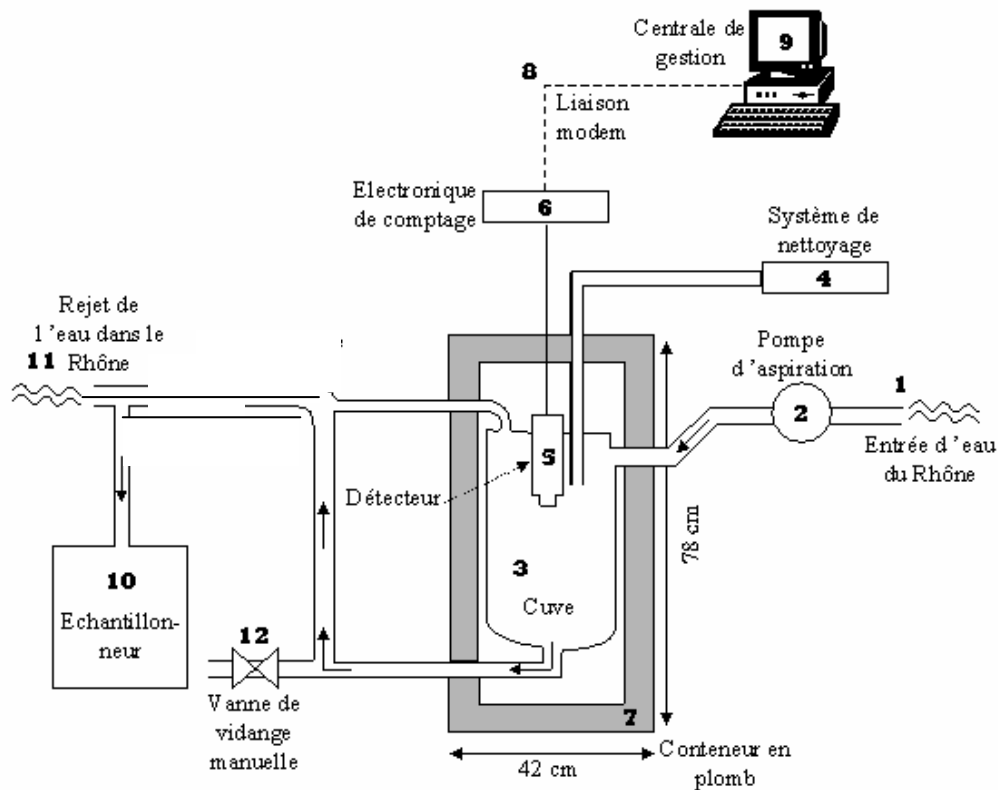 Centrale de
gestion
9
8
Liaison
modem
Electronique
de comptage
6
Système de
nettoyage
4
Rejet de
l 'eau dans le
11 Rhône
Pompe
d 'aspiration
1
2
Entrée d 'eau
du Rhône
5
Détecteur
78 cm
3
Cuve
10
Echantillon-
neur
12
Vanne de
vidange
manuelle
7
42 cm
Conteneur en
plomb